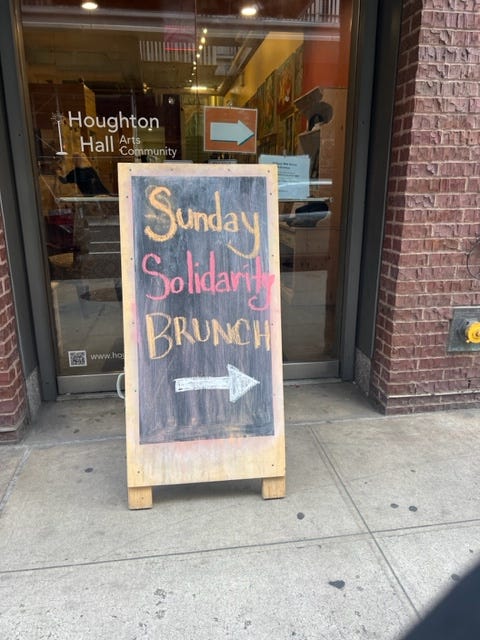 Houghton
Hall Arts
Community
Sunday
Solidarity
BRUNCH